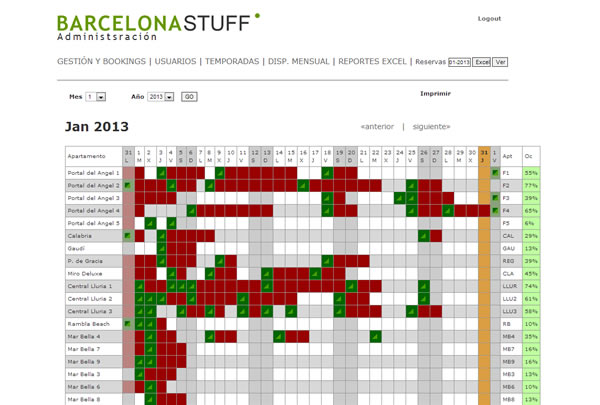 BARCELONASTUFF
Administsración
Logout
GESTIÓN Y BOOKINGS | USUARIOS | TEMPORADAS | DISP. MENSUAL | REPORTES EXCEL | Reservas 01-2013 Excel Ver
Mes 1 Año 2013 GO Imprimir
Jan 2013 «anterior | siguiente»
Apartamento 31 1 2 3 4 5 6 7 8 9 10 11 12 13 14 15 16 17 18 19 20 21 22 23 24 25 26 27 28 29 30 31 1 Apt Oc
L M X J V S D L M X J V S D L M X J V S D L M X J V S D L M X J V
Portal del Angel 1 F1 55%
Portal del Angel 2 F2 77%
Portal del Angel 3 F3 39%
Portal del Angel 4 F4 65%
Portal del Angel 5 F5 6%
Calabria CAL 29%
Gaudí GAU 13%
P. de Gracia REG 39%
Miro Deluxe CLA 45%
Central Lluria 1 LLUR 74%
Central Lluria 2 LLU2 61%
Central Lluria 3 LLU3 58%
Rambla Beach RB 10%
Mar Bella 4 MB4 35%
Mar Bella 7 MB7 16%
Mar Bella 9 MB9 16%
Mar Bella 3 MB3 13%
Mar Bella 6 MB6 10%
Mar Bella 8 MB8 13%